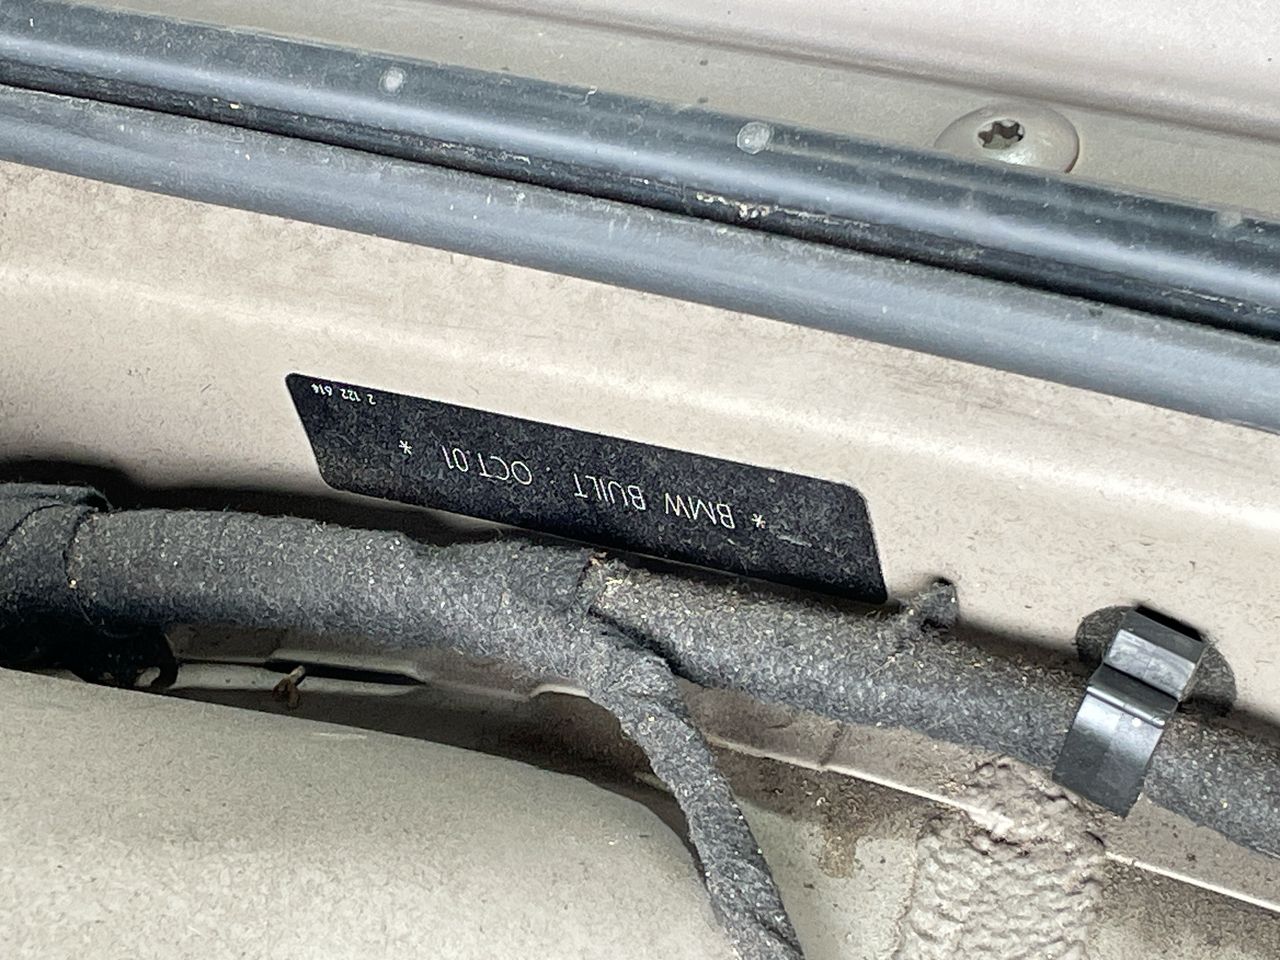 * BMW BUILT : OCT.01 *
2 122 614